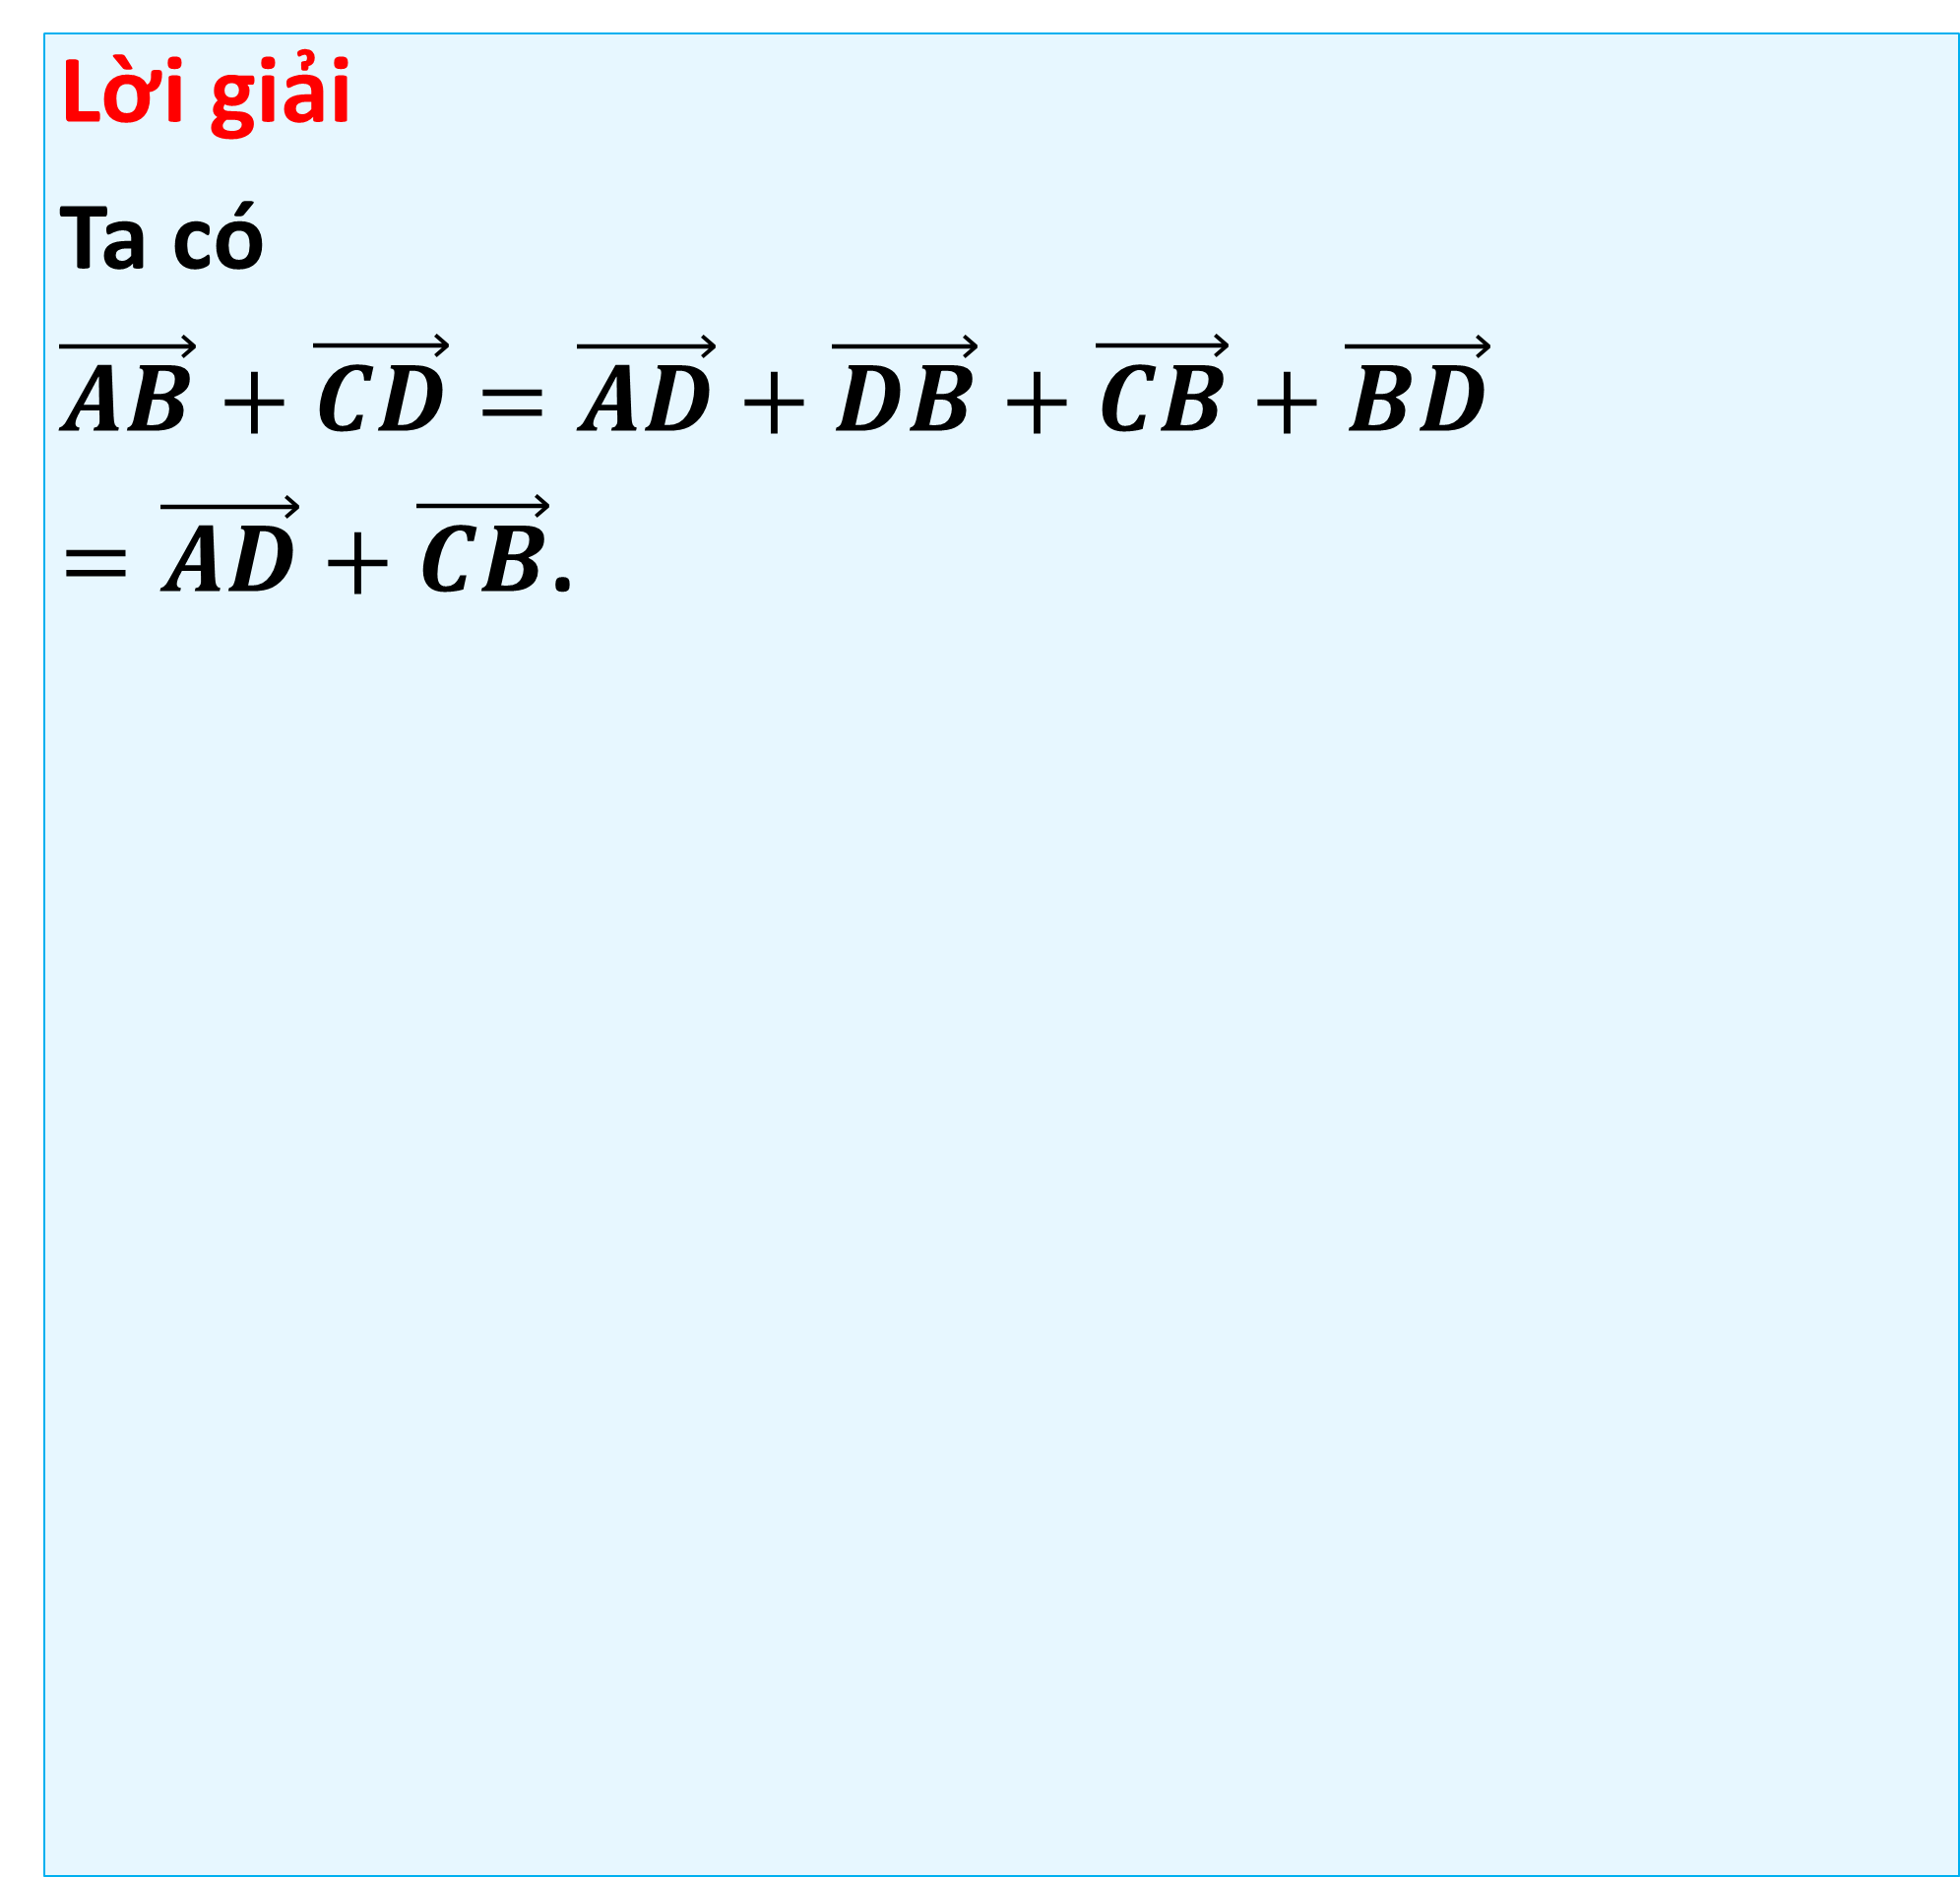 Lời giải
Ta có
$\overrightarrow{AB} + \overrightarrow{CD} = \overrightarrow{AD} + \overrightarrow{DB} + \overrightarrow{CB} + \overrightarrow{BD}$
$= \overrightarrow{AD} + \overrightarrow{CB}.$